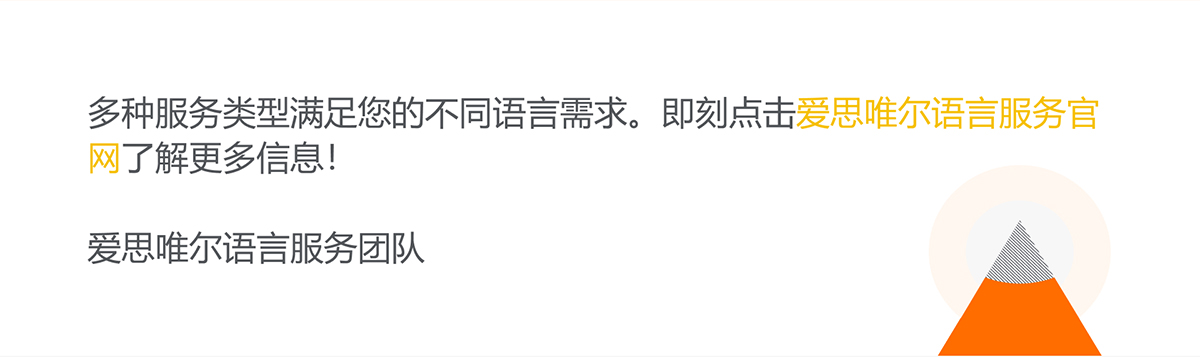 多种服务类型满足您的不同语言需求。即刻点击爱思唯尔语言服务官
网了解更多信息！
爱思唯尔语言服务团队